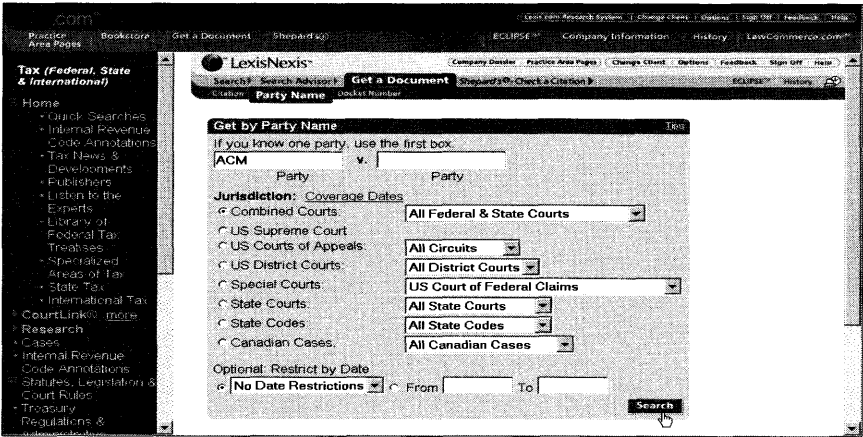 .com™
lexis.com Research System | Change Client | Options | Sign Off | Feedback | Help
Practice Area Pages Bookstore Get a Document Shepard's® ECLIPSE™ Company Information History LawCommerce.com™
Tax (Federal, State
& International)
Home
• Quick Searches
• Internal Revenue
Code Annotations
• Tax News &
Developments
• Publishers
• Listen to the
Experts
• Library of
Federal Tax
Treatises
• Specialized
Areas of Tax
• State Tax
• International Tax
CourtLink® more
Research
Cases
Internal Revenue
Code Annotations
Statutes, Legislation &
Court Rules
Treasury
Regulations &
LexisNexis™
Company Dossier Practice Area Pages Change Client Options Feedback Sign Off Help
Search Search Advisor Get a Document Shepard's® - Check a Citation ECLIPSE™ History
Citation Party Name Docket Number
Get by Party Name Tips
If you know one party, use the first box.
ACM v.
Party Party
Jurisdiction: Coverage Dates
Combined Courts: All Federal & State Courts
US Supreme Court
US Courts of Appeals: All Circuits
US District Courts: All District Courts
Special Courts: US Court of Federal Claims
State Courts: All State Courts
State Codes: All State Codes
Canadian Cases: All Canadian Cases
Optional: Restrict by Date
No Date Restrictions From To
Search